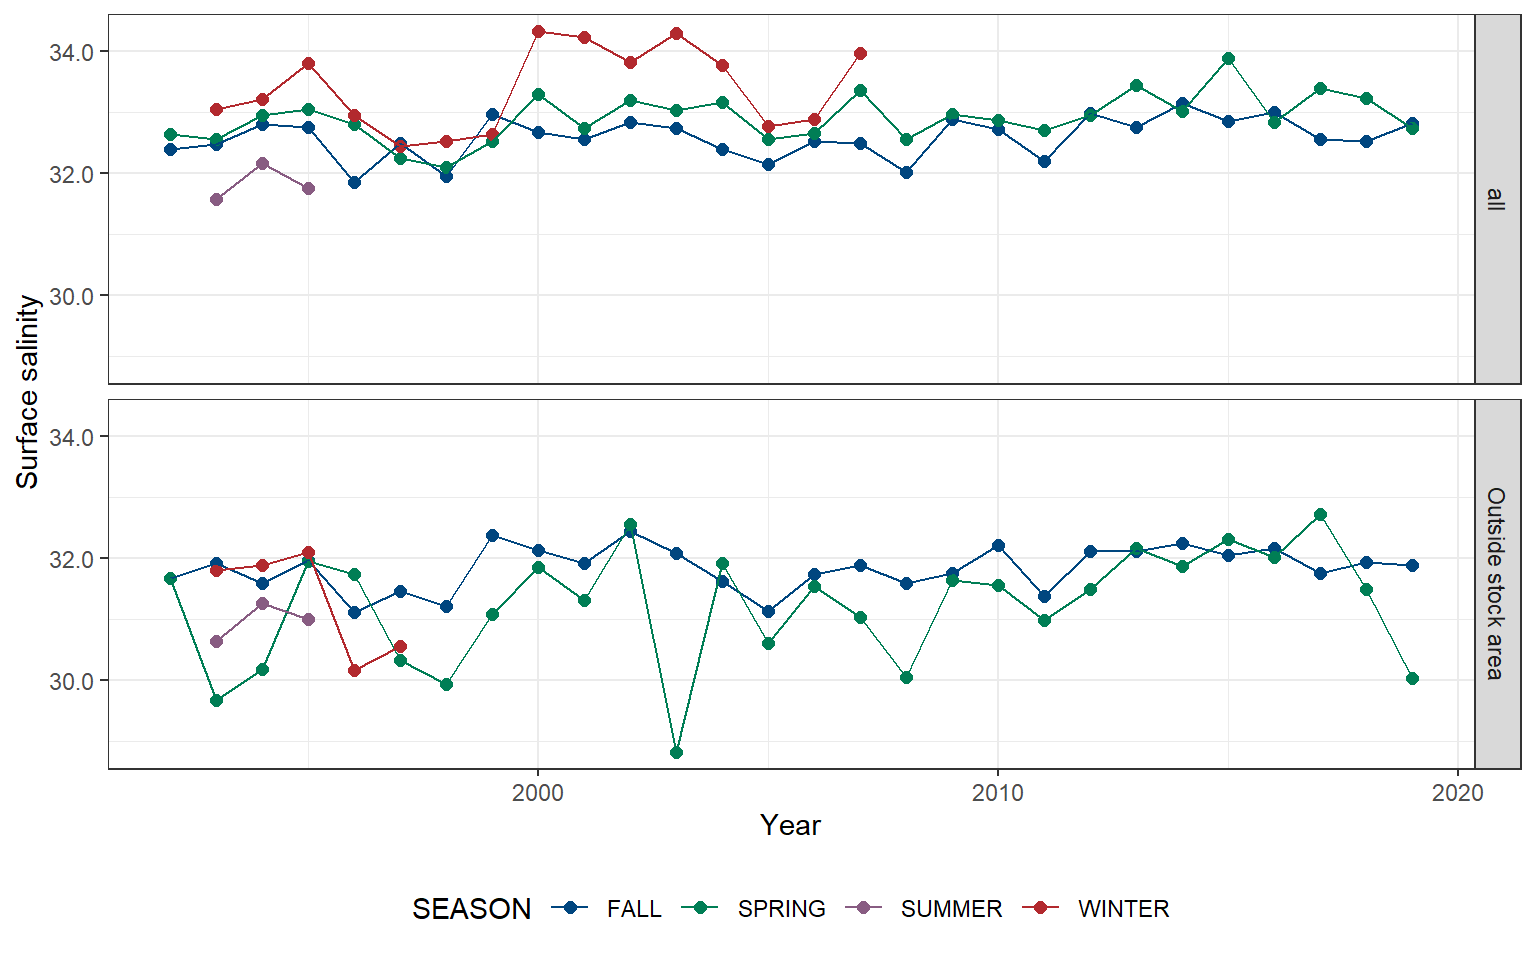 34.0
32.0
30.0
all
Surface salinity
34.0
32.0
30.0
Outside stock area
2000
2010
2020
Year
SEASON
FALL
SPRING
SUMMER
WINTER